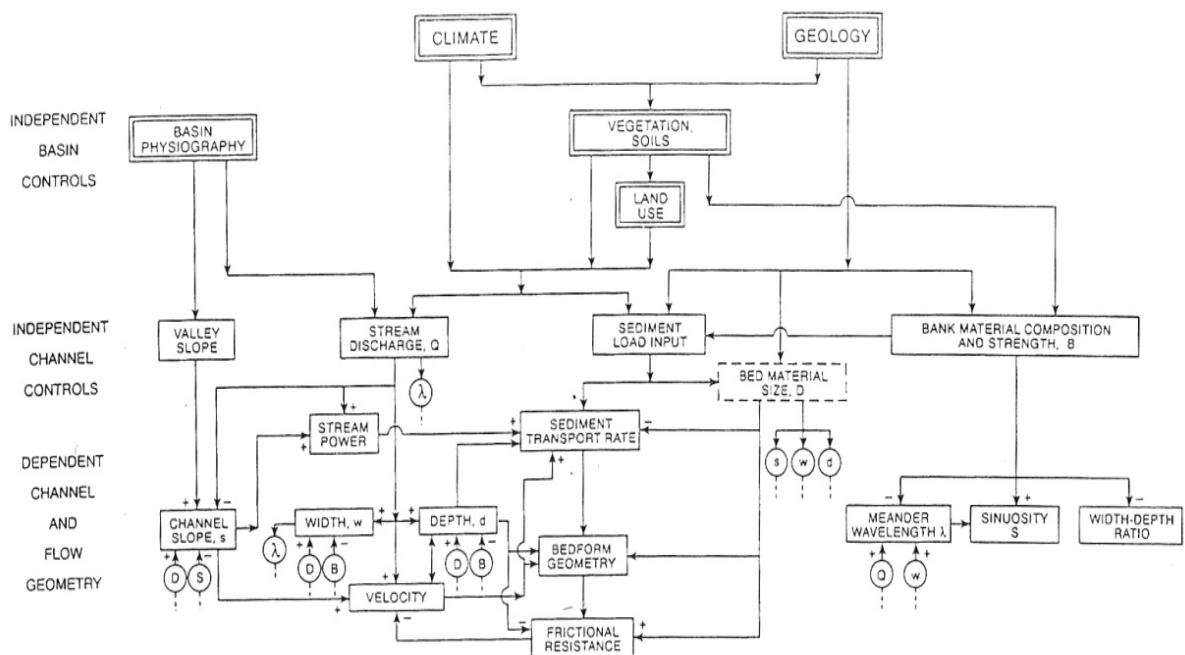 CLIMATE
GEOLOGY
INDEPENDENT
BASIN
CONTROLS
BASIN
PHYSIOGRAPHY
VEGETATION,
SOILS
LAND
USE
INDEPENDENT
CHANNEL
CONTROLS
VALLEY
SLOPE
STREAM
DISCHARGE, Q
SEDIMENT
LOAD INPUT
BANK MATERIAL COMPOSITION
AND STRENGTH, B
λ
BED MATERIAL
SIZE, D
+
STREAM
POWER
+
+
SEDIMENT
TRANSPORT RATE
−
+
s
w
d
DEPENDENT
CHANNEL
AND
FLOW
GEOMETRY
+
−
CHANNEL
SLOPE, s
+
−
D
S
WIDTH, w
+
+
DEPTH, d
λ
+
−
D
B
+
−
D
B
BEDFORM
GEOMETRY
−
+
−
MEANDER
WAVELENGTH λ
SINUOSITY
S
WIDTH-DEPTH
RATIO
+
+
Q
w
+
+
VELOCITY
−
−
+
FRICTIONAL
RESISTANCE